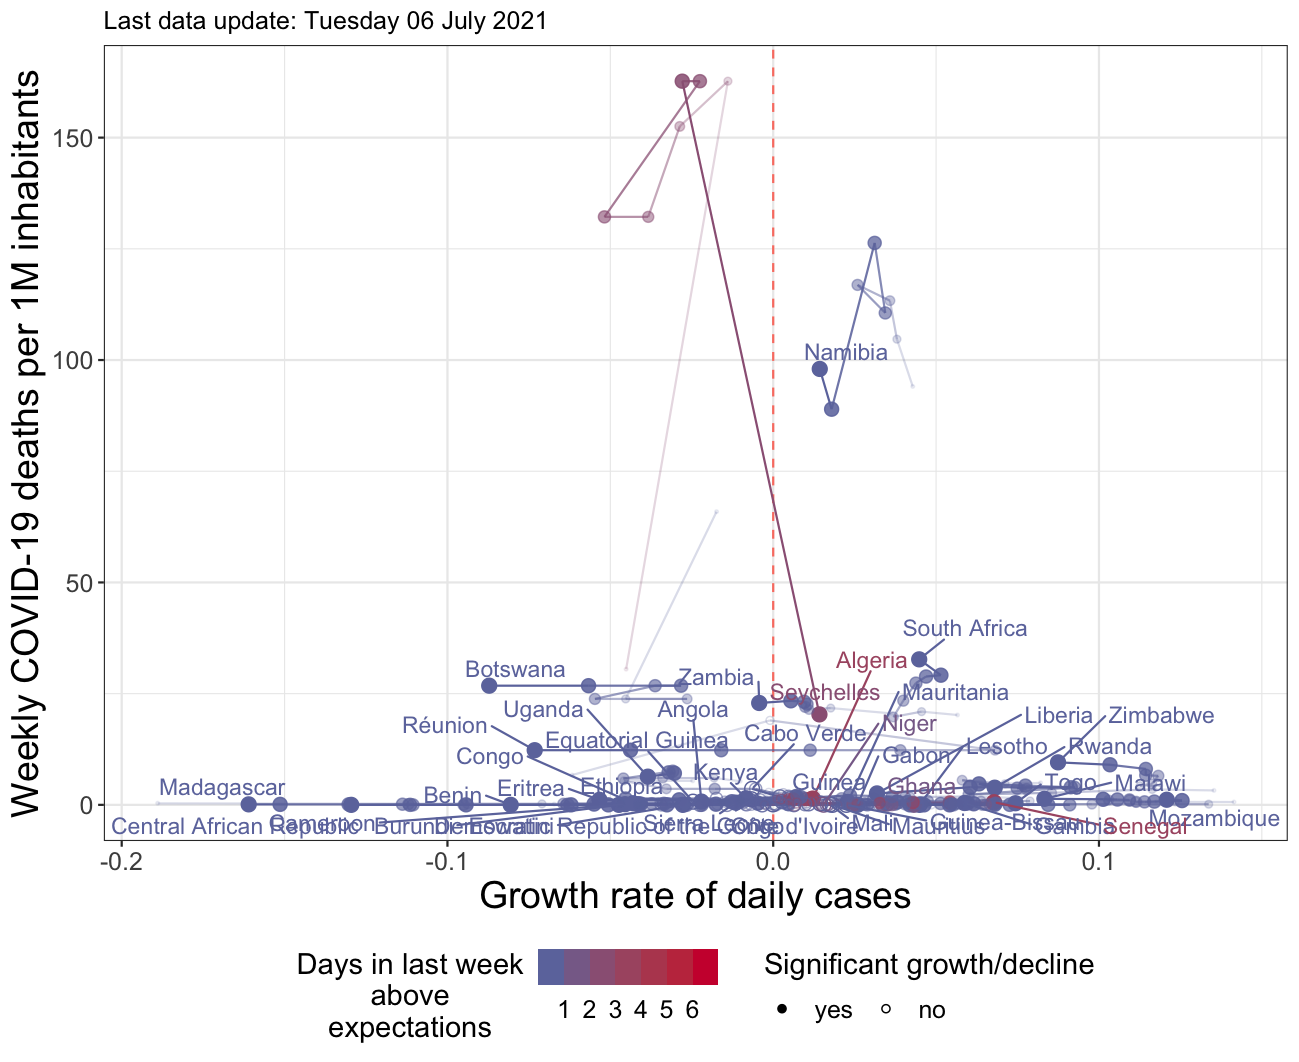 Last data update: Tuesday 06 July 2021
Weekly COVID-19 deaths per 1M inhabitants
150
100
50
0
Namibia
South Africa
Algeria
Botswana
Zambia
Seychelles
Mauritania
Uganda
Angola
Liberia
Zimbabwe
Réunion
Niger
Cabo Verde
Equatorial Guinea
Lesotho
Rwanda
Congo
Gabon
Kenya
Madagascar
Benin
Eritrea
Ethiopia
Guinea
Ghana
Togo
Malawi
Central African Republic
Cameroon
Burundi
Democratic Republic of the Congo
Eswatini
Sierra Leone
Côte d'Ivoire
Mali
Mauritius
Guinea-Bissau
Gambia
Senegal
Mozambique
-0.2
-0.1
0.0
0.1
Growth rate of daily cases
Days in last week
above
expectations
1 2 3 4 5 6
Significant growth/decline
yes
no